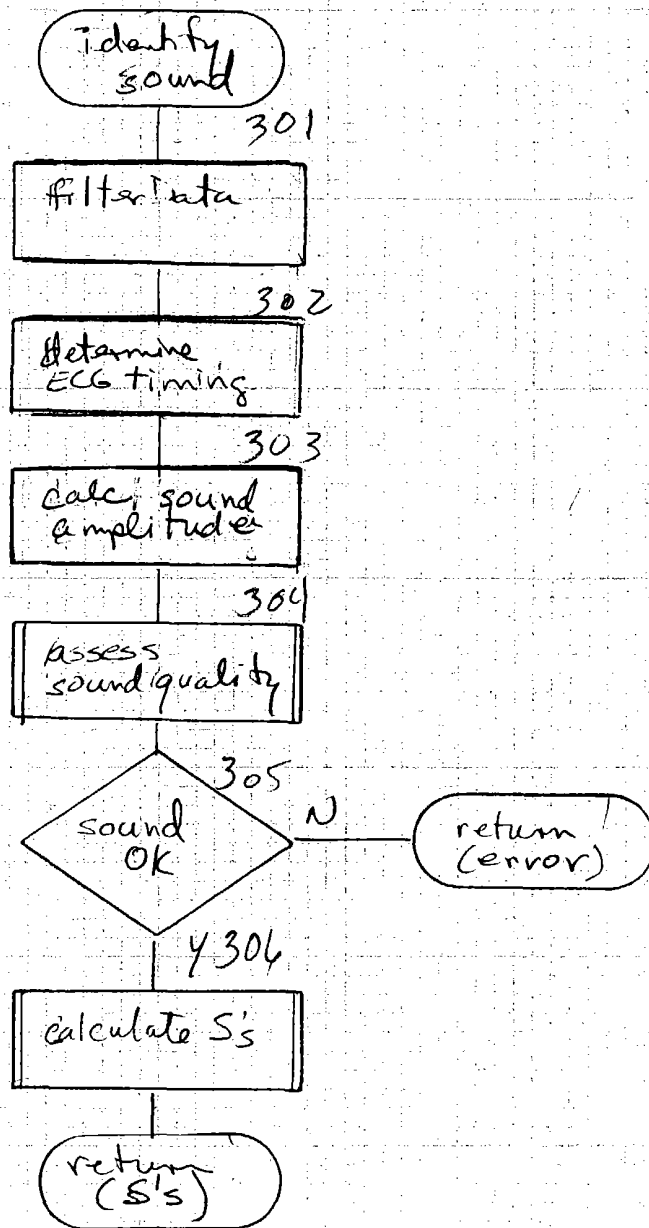 identify
sound
301
filter data
302
determine
ECG timing
303
calc. sound
amplitude
304
assess
sound quality
305
sound
OK
N
return
(error)
Y 306
calculate S's
return
(S's)